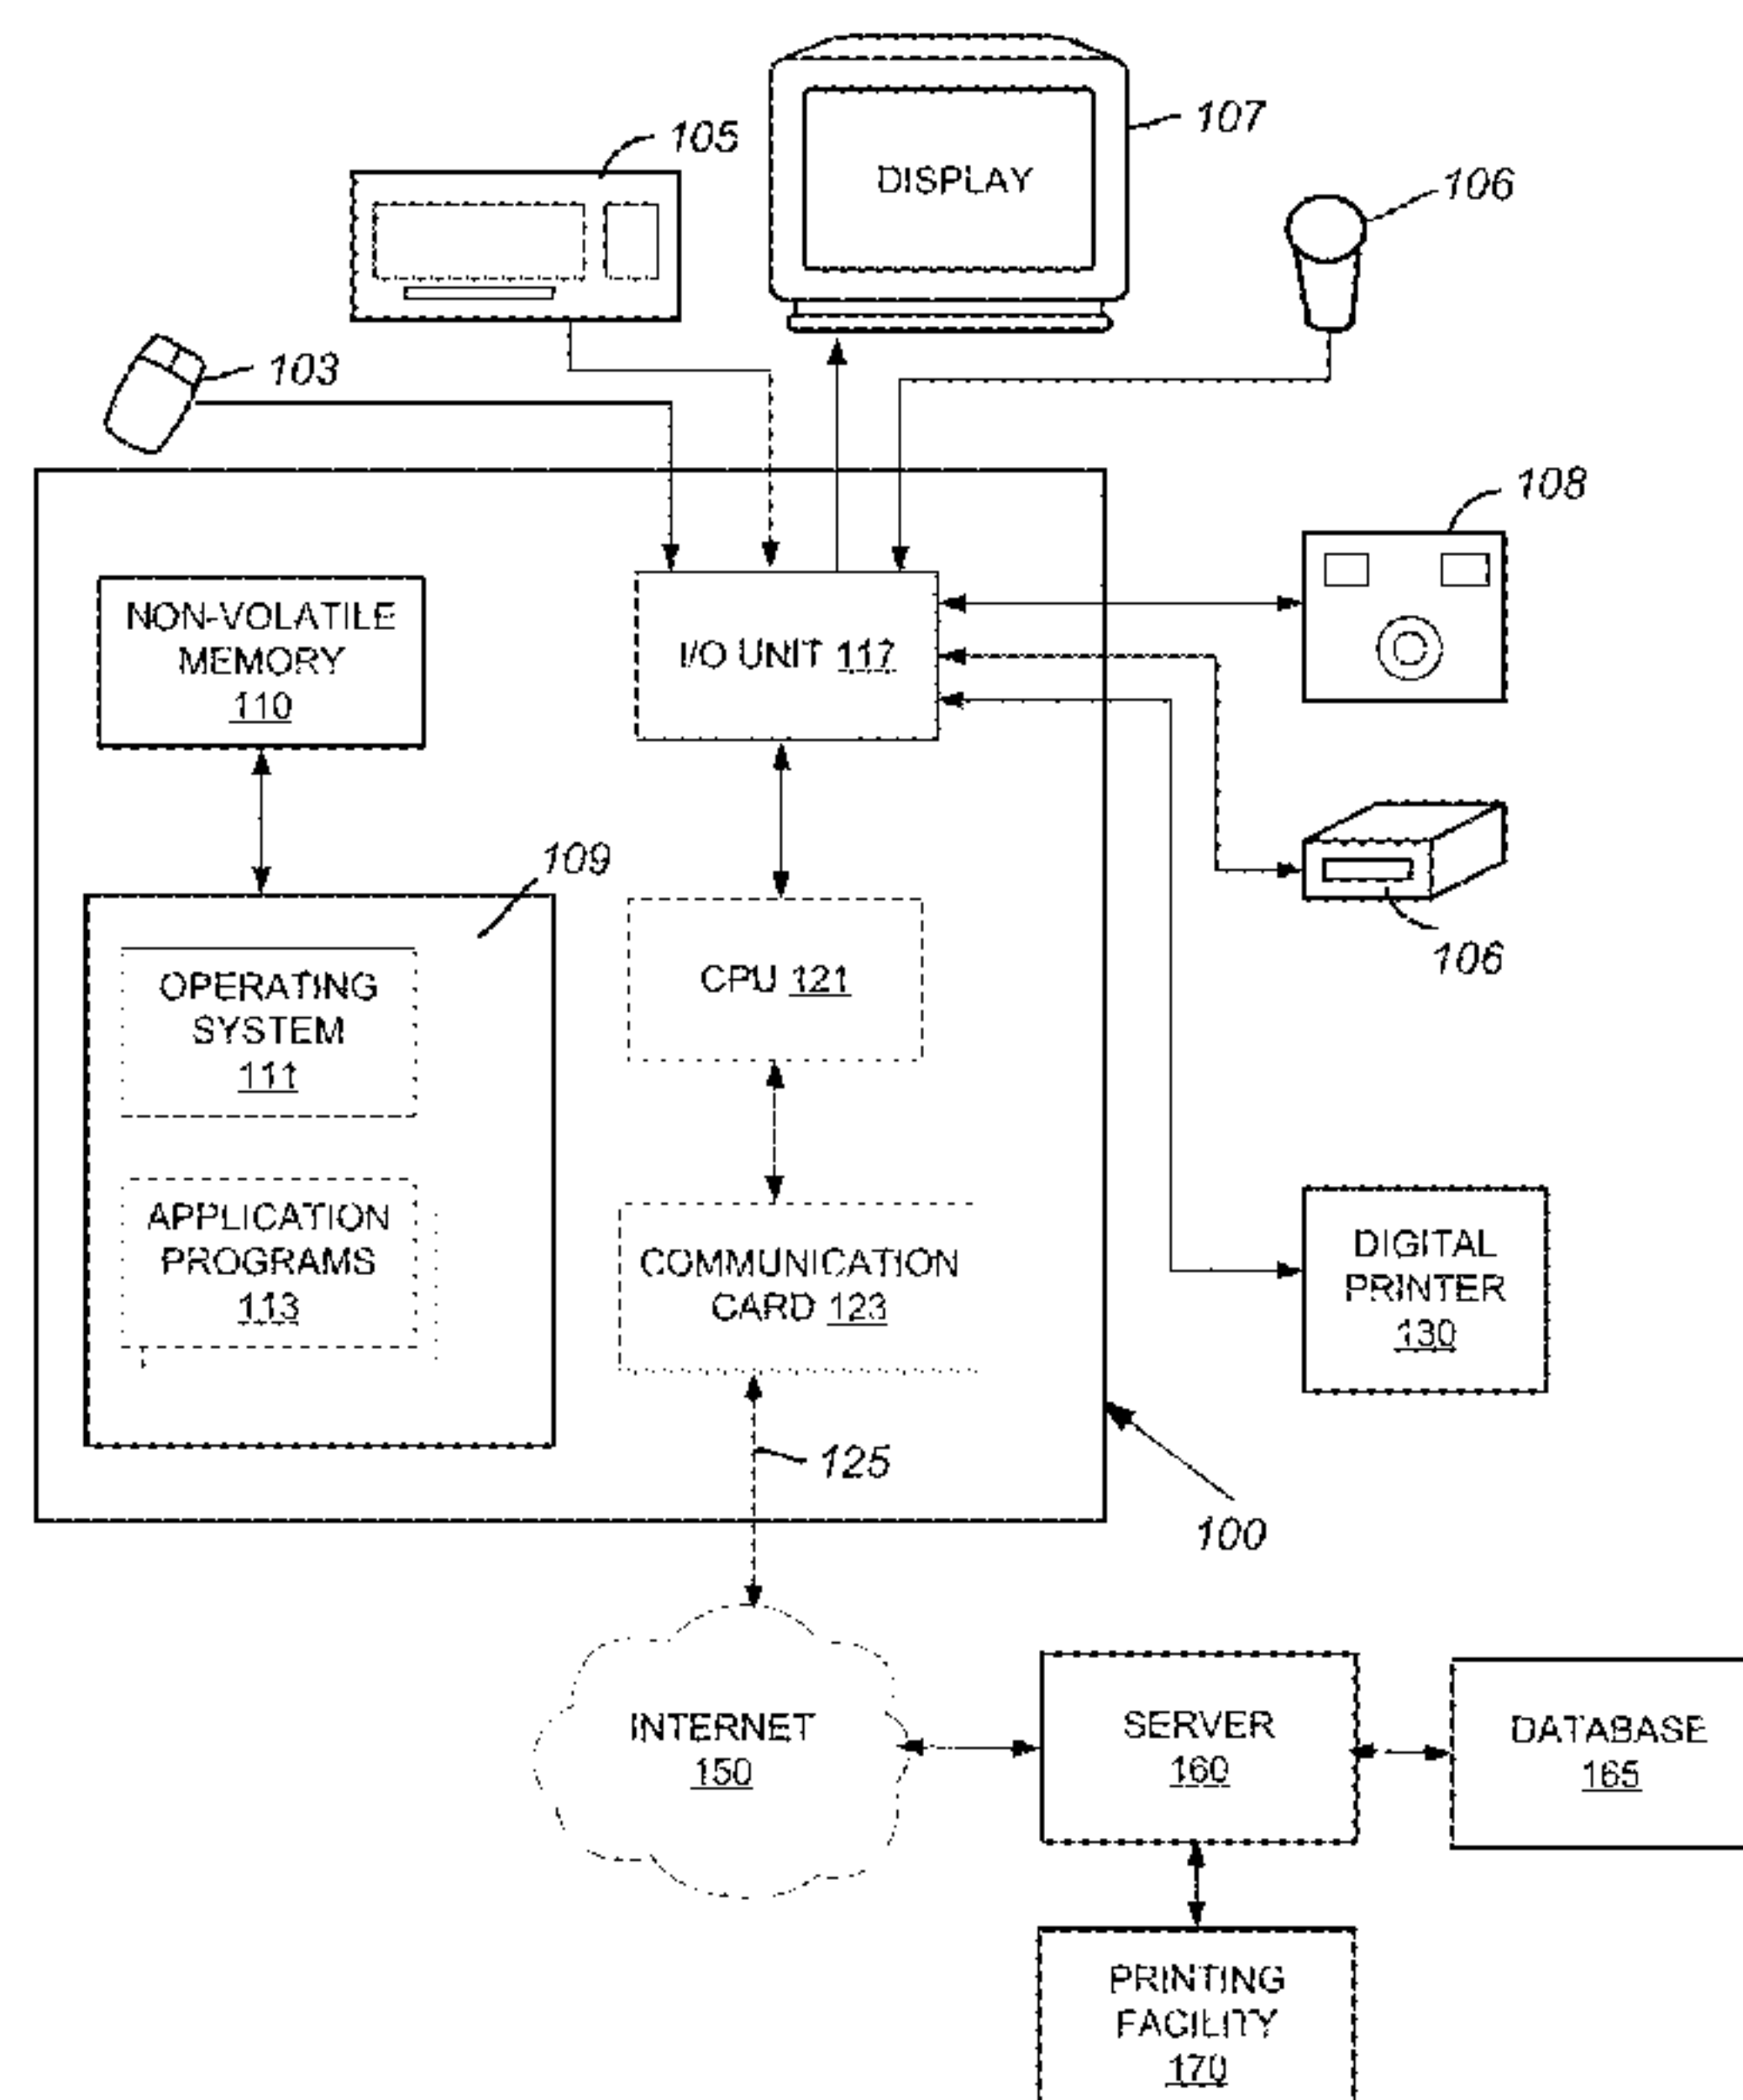 105
107
DISPLAY
106
103
108
NON-VOLATILE
MEMORY
110
I/O UNIT 117
109
106
OPERATING
SYSTEM
111
CPU 121
APPLICATION
PROGRAMS
113
COMMUNICATION
CARD 123
DIGITAL
PRINTER
130
125
100
INTERNET
150
SERVER
160
DATABASE
165
PRINTING
FACILITY
170